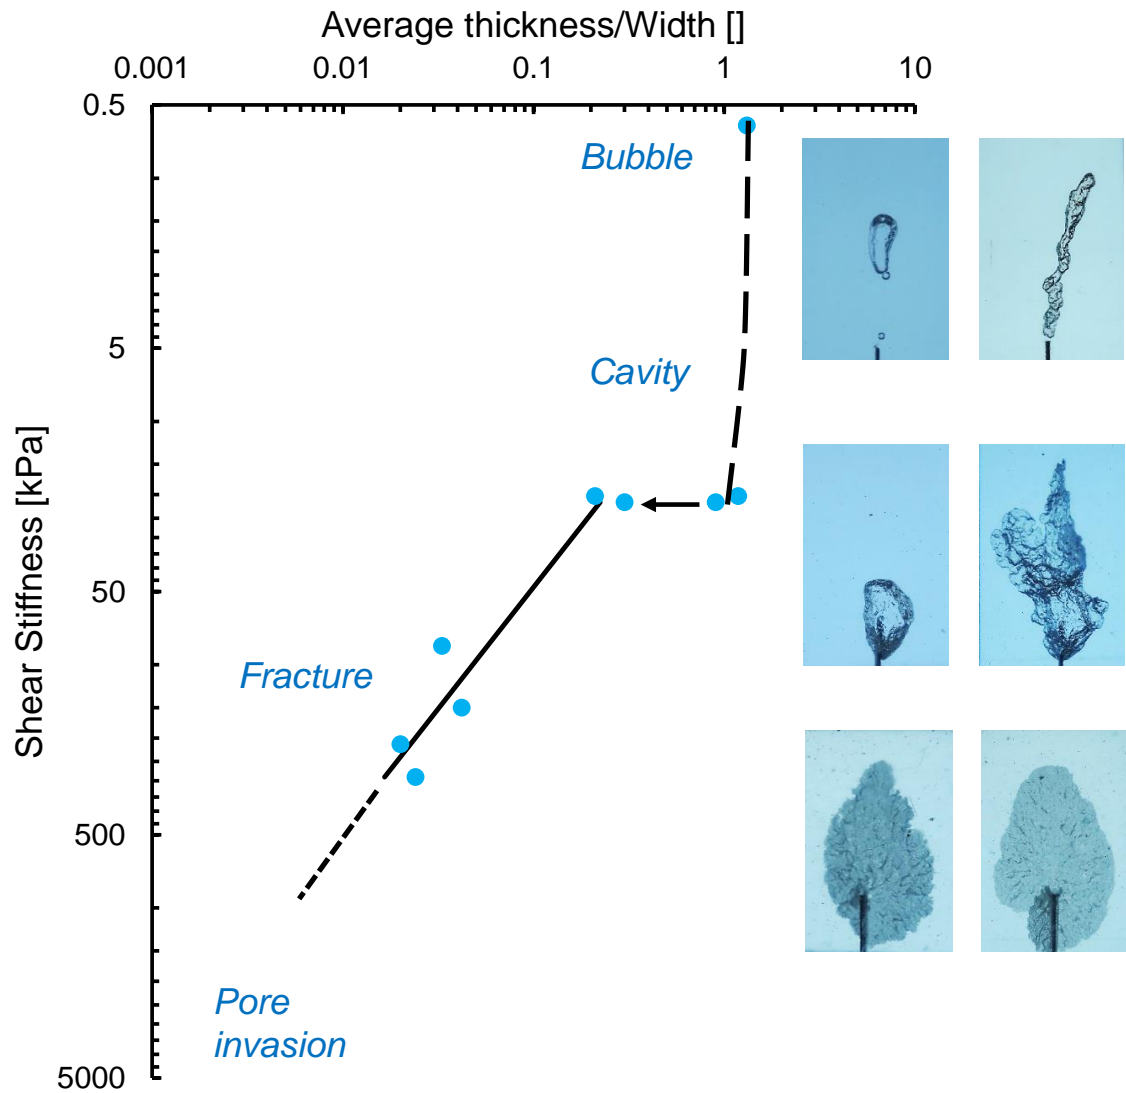 Average thickness/Width []
0.001 0.01 0.1 1 10
0.5
Bubble
5
Cavity
Shear Stiffness [kPa]
50
Fracture
500
Pore
invasion
5000